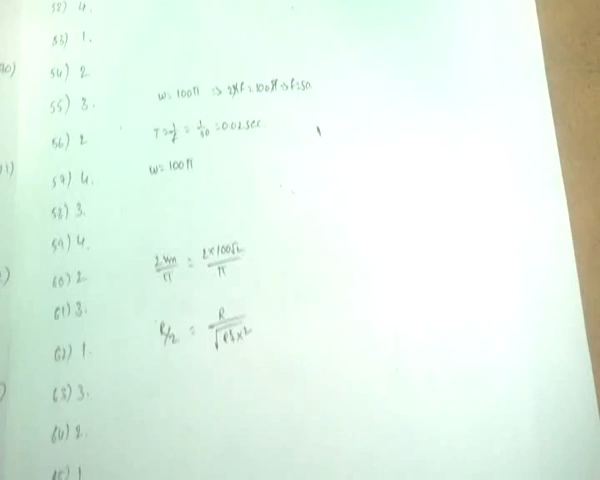 52) 4.
53) 1.
54) 2
55) 3.
56) 2
57) 4.
58) 3.
59) 4.
60) 2
61) 3.
62) 1.
63) 3.
64) 2.
65) 1
W = 100π ⇒ 2πf = 100π ⇒ f = 50
T = 1/f = 1/50 = 0.02 sec.
W = 100π
2Vm/π = 2×100√2/π
R/2 =